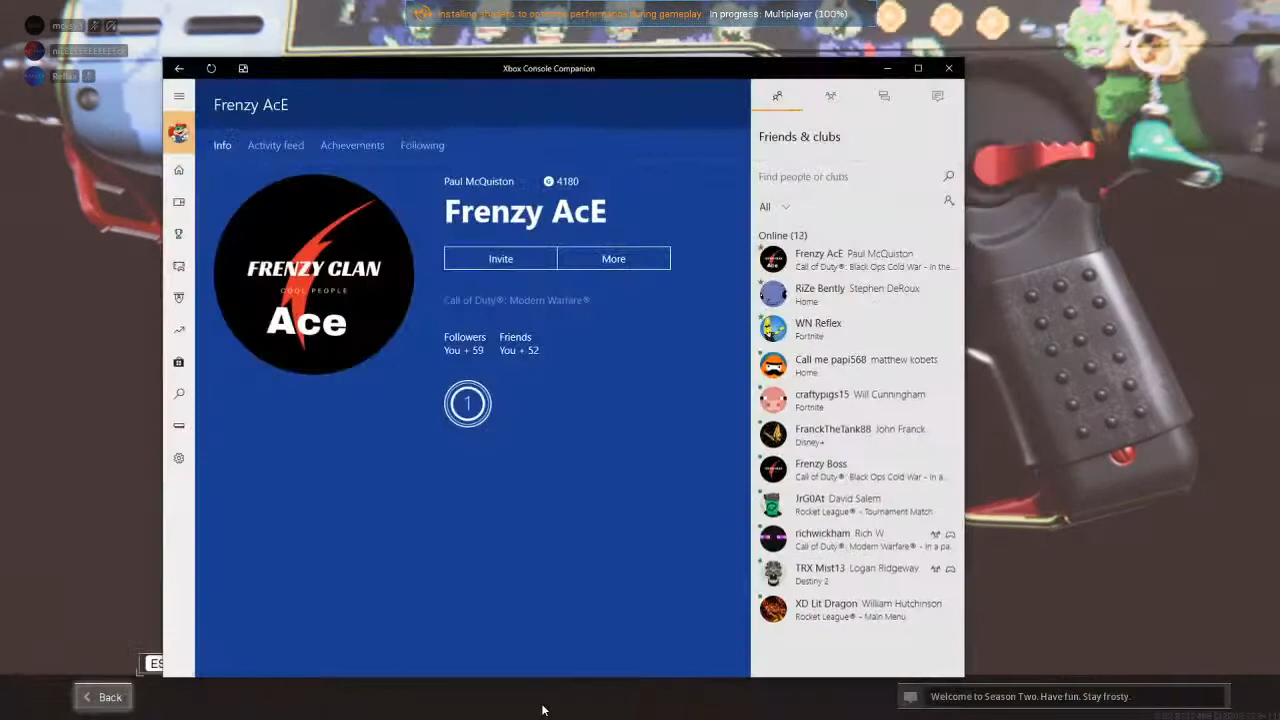 Installing shaders to optimize performance during gameplay. In progress: Multiplayer (100%)
Reflax
Xbox Console Companion
Frenzy AcE
Info
Activity feed
Achievements
Following
FRENZY CLAN
COOL PEOPLE
Ace
Paul McQuiston
G 4180
Frenzy AcE
Invite
More
Call of Duty®: Modern Warfare®
Followers
You + 59
Friends
You + 52
1
Friends & clubs
Find people or clubs
All
Online (12)
Frenzy AcE Paul McQuiston
Call of Duty®: Black Ops Cold War - In the...
RiZe Bently Stephen DeRoux
Home
WN Reflex
Fortnite
Call me papi568 matthew kobets
Home
craftypigs15 Will Cunningham
Fortnite
FranckTheTank88 John Franck
Disney+
Frenzy Boss
Call of Duty®: Black Ops Cold War - In a...
JrG0At David Salem
Rocket League® - Tournament Match
richwickham Rich W
Call of Duty®: Modern Warfare® - In a pa...
TRX Mist13 Logan Ridgeway
Destiny 2
XD Lit Dragon William Hutchinson
Rocket League® - Main Menu
ES
Back
Welcome to Season Two. Have fun. Stay frosty.